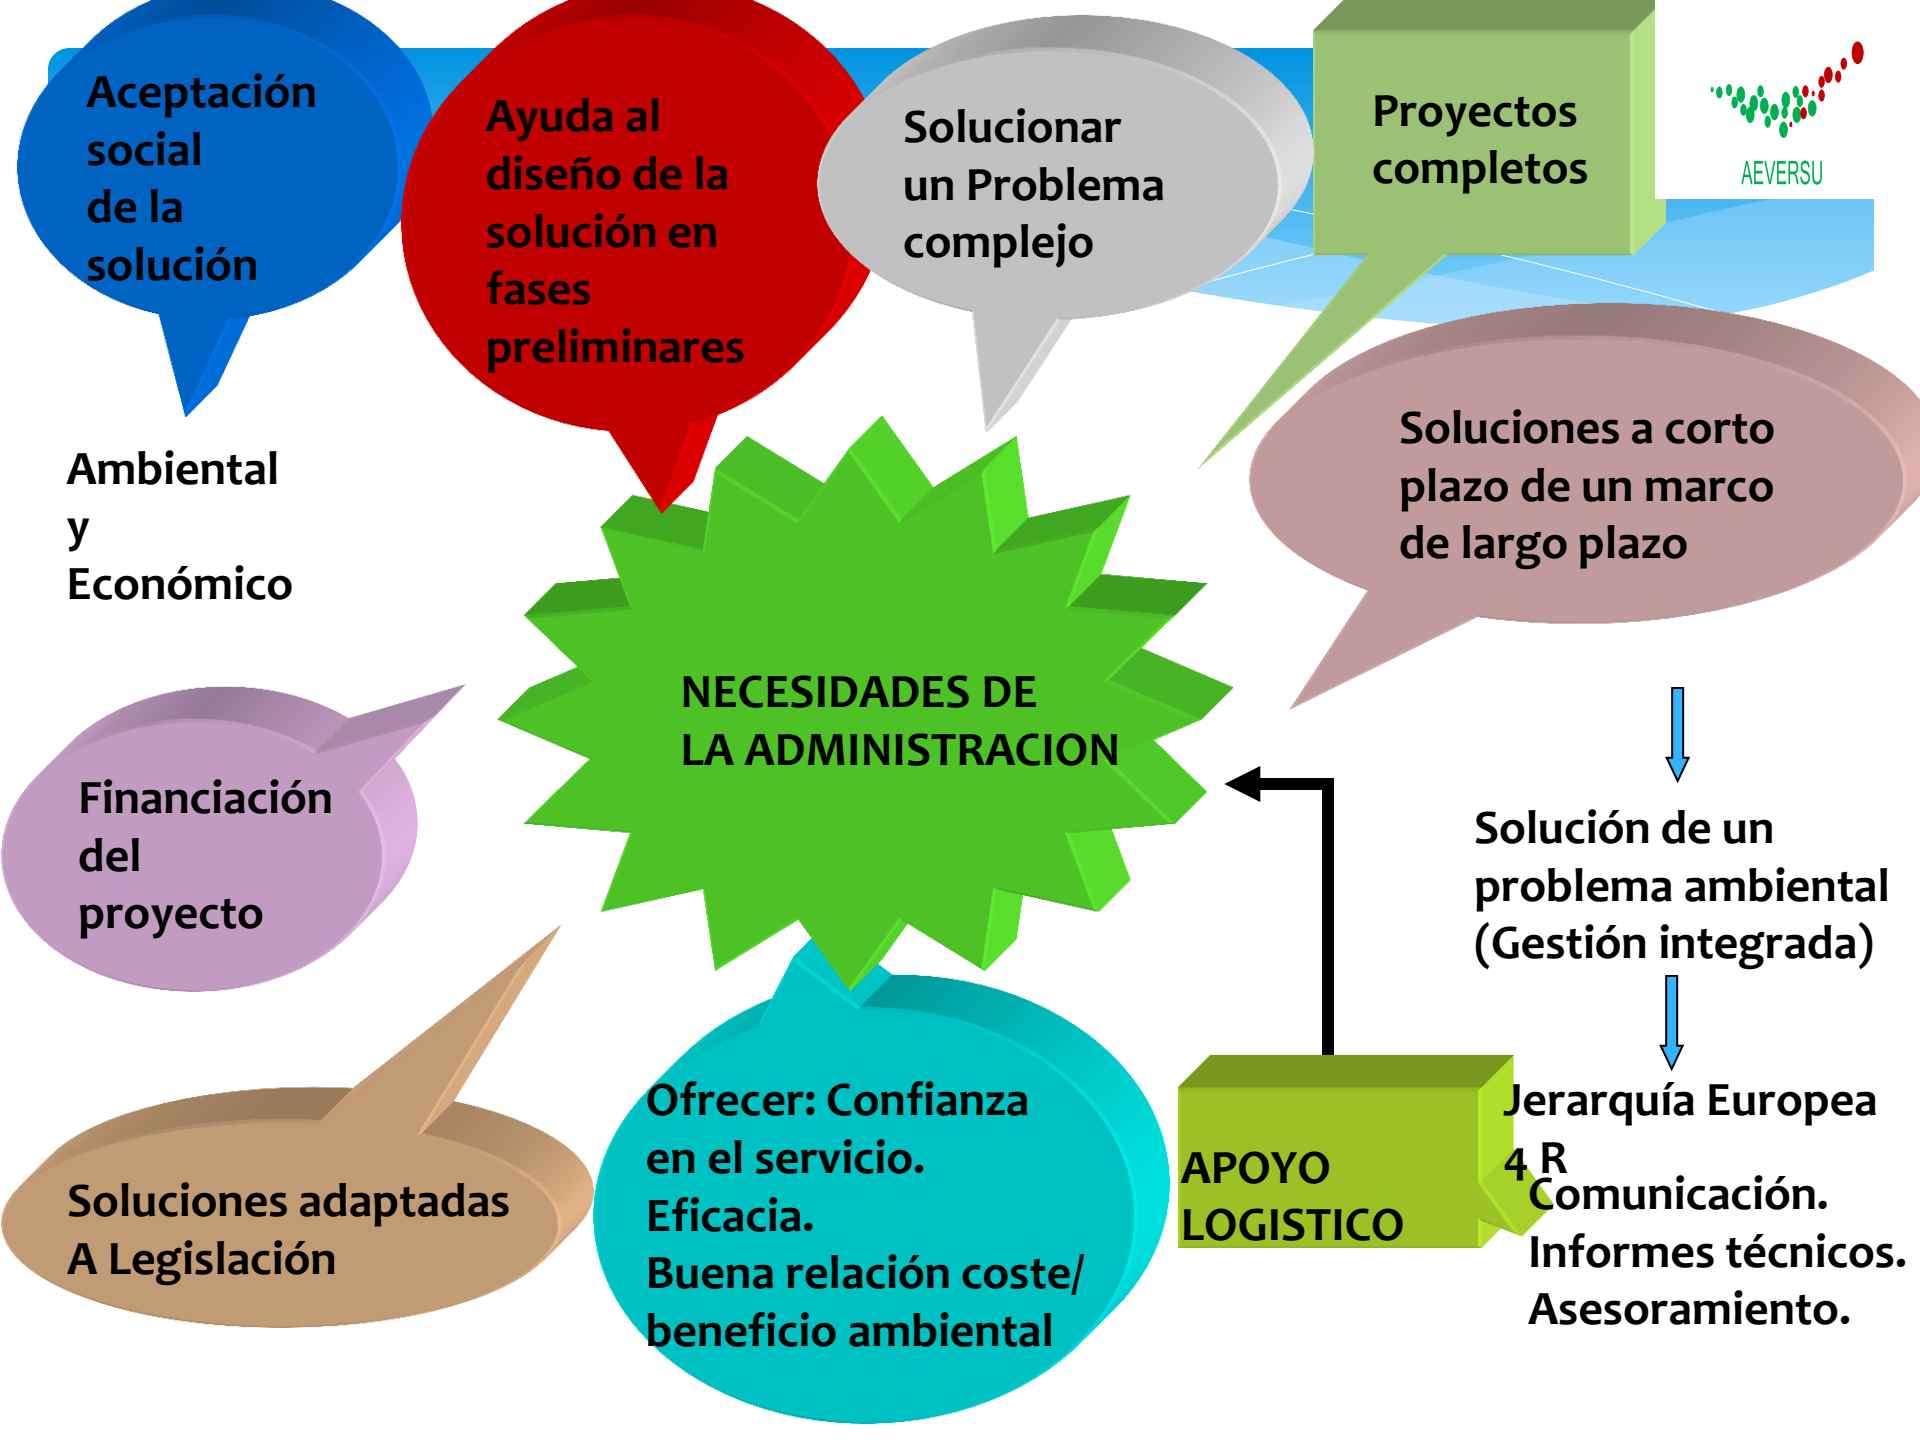 Aceptación
social
de la
solución
Ayuda al
diseño de la
solución en
fases
preliminares
Solucionar
un Problema
complejo
Proyectos
completos
AEVERSU
Soluciones a corto
plazo de un marco
de largo plazo
Ambiental
y
Económico
NECESIDADES DE
LA ADMINISTRACION
Financiación
del
proyecto
Solución de un
problema ambiental
(Gestión integrada)
Soluciones adaptadas
A Legislación
Ofrecer: Confianza
en el servicio.
Eficacia.
Buena relación coste/
beneficio ambiental
APOYO
LOGISTICO
Jerarquía Europea
4 R
Comunicación.
Informes técnicos.
Asesoramiento.